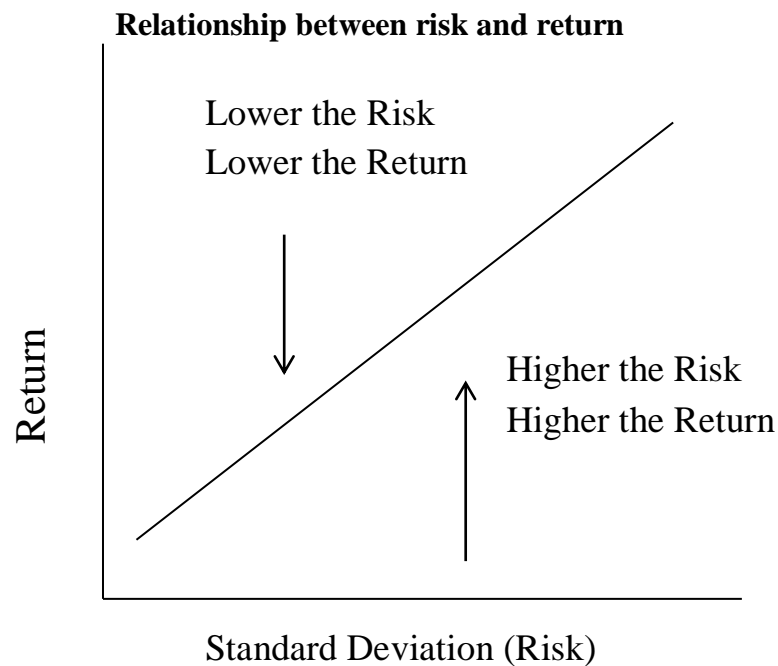 Relationship between risk and return
Lower the Risk
Lower the Return
Return
Higher the Risk
Higher the Return
Standard Deviation (Risk)